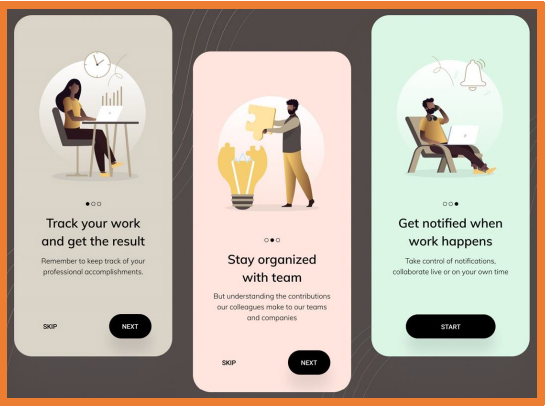 Track your work
and get the result
Remember to keep track of your
professional accomplishments.
SKIP
NEXT
Stay organized
with team
But understanding the contributions
our colleagues make to our teams
and companies
SKIP
NEXT
Get notified when
work happens
Take control of notifications,
collaborate live or on your own time
START